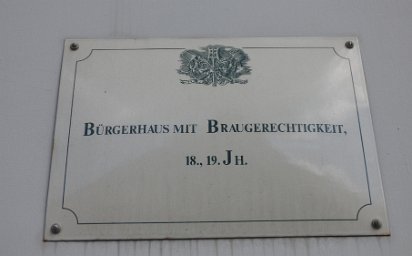 BÜRGERHAUS MIT BRAUGERECHTIGKEIT,
18., 19. JH.